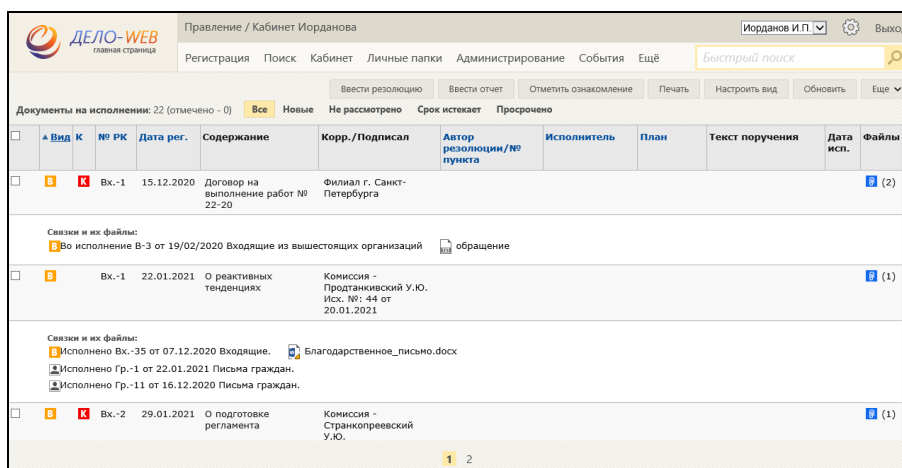 ДЕЛО-WEB
главная страница
Правление / Кабинет Иорданова
Иорданов И.П.
Регистрация Поиск Кабинет Личные папки Администрирование События Ещё
Быстрый поиск
Ввести резолюцию Ввести отчет Отметить ознакомление Печать Настроить вид Обновить Еще
Документы на исполнении: 22 (отмечено - 0) Все Новые Не рассмотрено Срок истекает Просрочено
Вид К № РК Дата рег. Содержание Корр./Подписал Автор резолюции/№ пункта Исполнитель План Текст поручения Дата исп. Файлы
В К Вх.-1 15.12.2020 Договор на Филиал г. Санкт- (2)
выполнение работ № Петербурга
22-20
Связки и их файлы:
В Во исполнение В-3 от 19/02/2020 Входящие из вышестоящих организаций обращение
В Вх.-1 22.01.2021 О реактивных Комиссия - (1)
тенденциях Продтанкивский У.Ю.
Исх. №: 44 от
20.01.2021
Связки и их файлы:
В Исполнено Вх.-35 от 07.12.2020 Входящие. Благодарственное_письмо.docx
Исполнено Гр.-1 от 22.01.2021 Письма граждан.
Исполнено Гр.-11 от 16.12.2020 Письма граждан.
В К Вх.-2 29.01.2021 О подготовке Комиссия - (1)
регламента Странкопреевский
У.Ю.
1 2